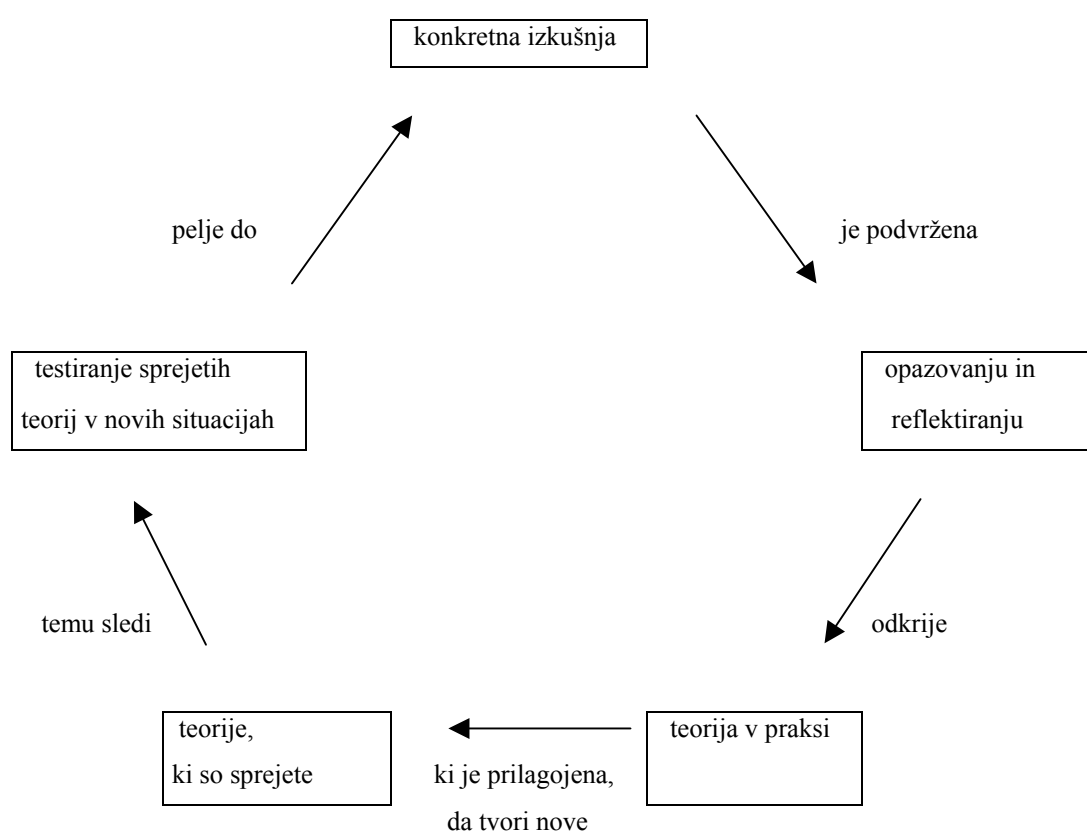 konkretna izkušnja
pelje do
je podvržena
testiranje sprejetih
teorij v novih situacijah
opazovanju in
reflektiranju
temu sledi
odkrije
teorije,
ki so sprejete
teorija v praksi
ki je prilagojena,
da tvori nove